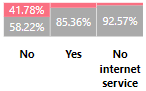 41.78%
58.22% 85.36% 92.57%
No Yes No
internet
service